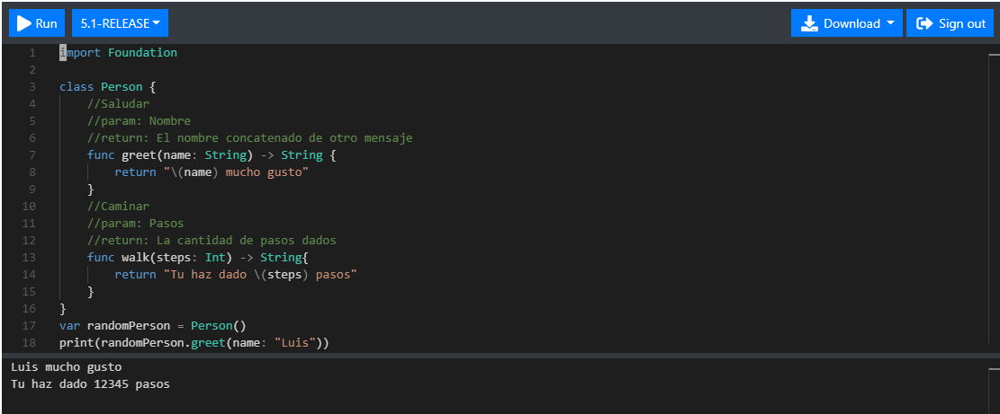 Run 5.1-RELEASE Download Sign out
1 import Foundation
2
3 class Person {
4 //Saludar
5 //param: Nombre
6 //return: El nombre concatenado de otro mensaje
7 func greet(name: String) -> String {
8 return "\(name) mucho gusto"
9 }
10 //Caminar
11 //param: Pasos
12 //return: La cantidad de pasos dados
13 func walk(steps: Int) -> String{
14 return "Tu haz dado \(steps) pasos"
15 }
16 }
17 var randomPerson = Person()
18 print(randomPerson.greet(name: "Luis"))
Luis mucho gusto
Tu haz dado 12345 pasos